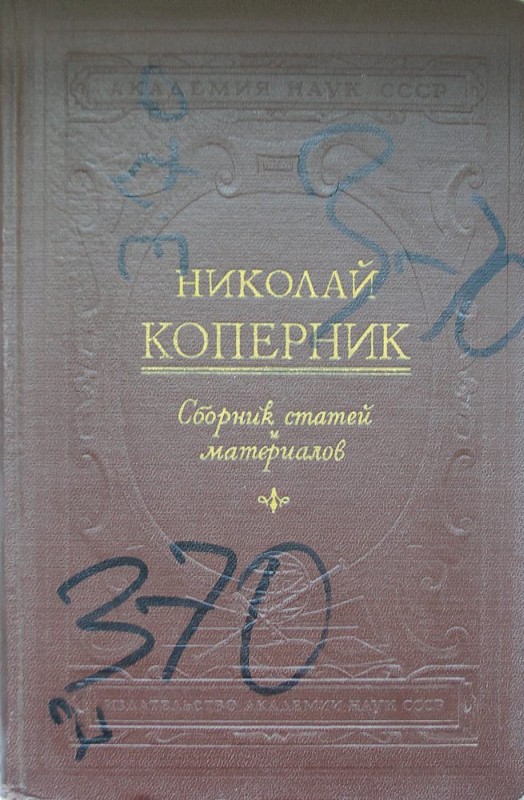 АКАДЕМИЯ НАУК СССР
НИКОЛАЙ
КОПЕРНИК
Сборник статей
и
материалов
370
ИЗДАТЕЛЬСТВО АКАДЕМИИ НАУК СССР